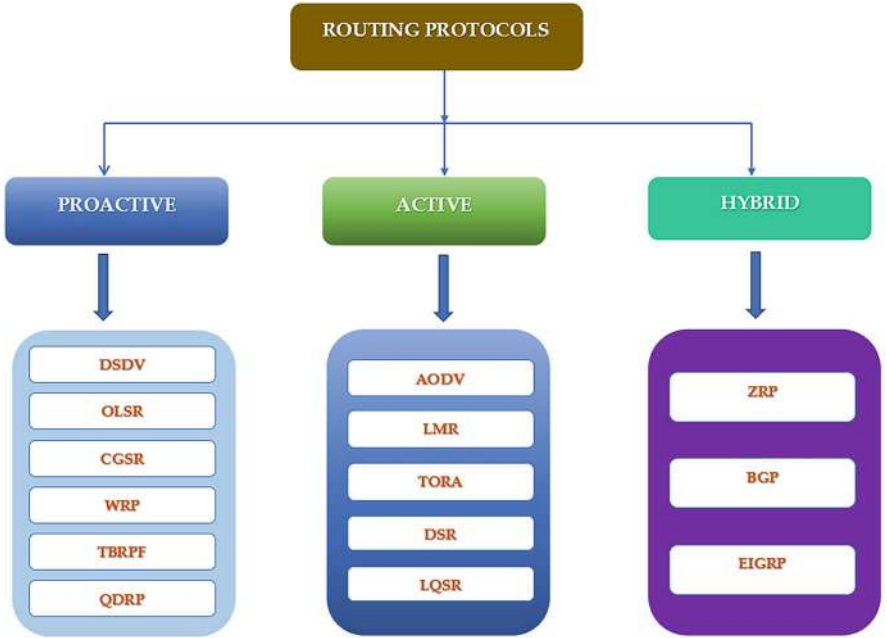 ROUTING PROTOCOLS
PROACTIVE
ACTIVE
HYBRID
DSDV
OLSR
CGSR
WRP
TBRPF
QDRP
AODV
LMR
TORA
DSR
LQSR
ZRP
BGP
EIGRP